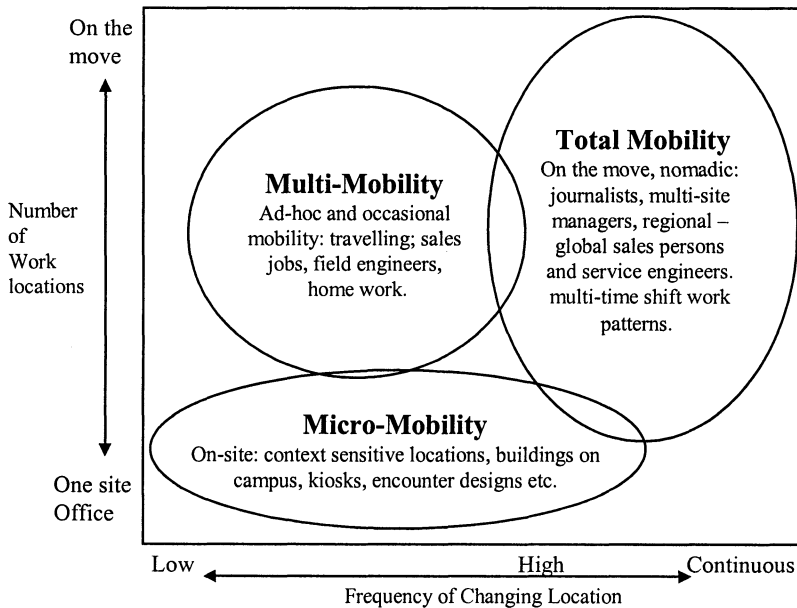 On the
move
Number
of
Work
locations
One site
Office
Multi-Mobility
Ad-hoc and occasional
mobility: travelling; sales
jobs, field engineers,
home work.
Total Mobility
On the move, nomadic:
journalists, multi-site
managers, regional –
global sales persons
and service engineers.
multi-time shift work
patterns.
Micro-Mobility
On-site: context sensitive locations, buildings on
campus, kiosks, encounter designs etc.
Low
High
Continuous
Frequency of Changing Location